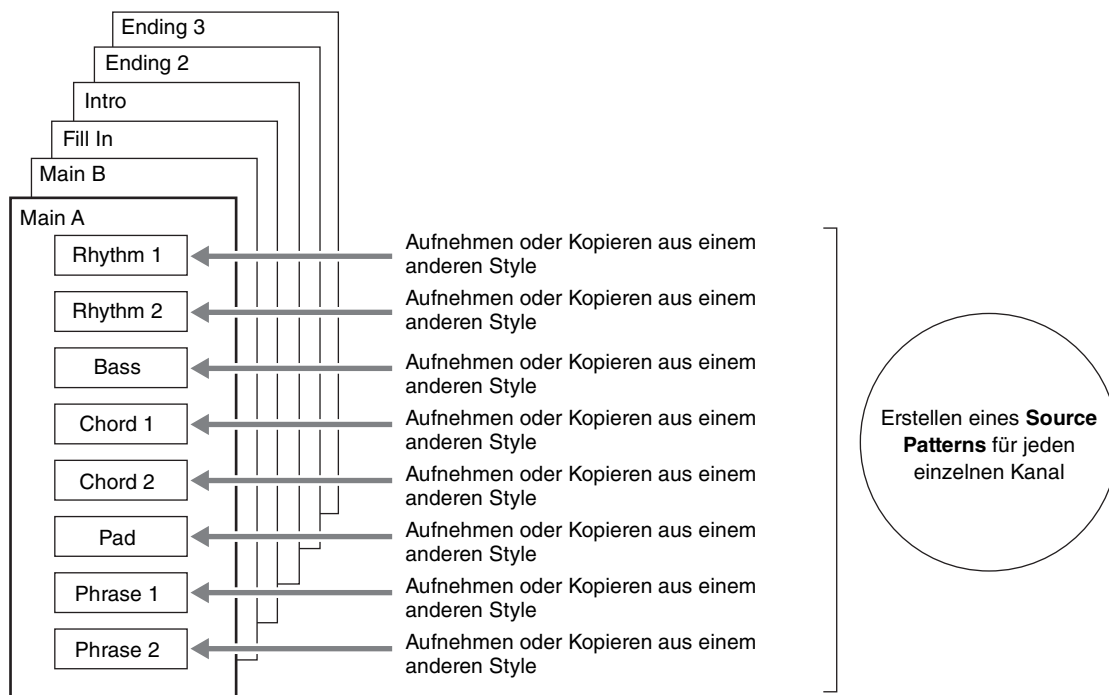 Ending 3
Ending 2
Intro
Fill In
Main B
Main A
Rhythm 1
Aufnehmen oder Kopieren aus einem
anderen Style
Rhythm 2
Aufnehmen oder Kopieren aus einem
anderen Style
Bass
Aufnehmen oder Kopieren aus einem
anderen Style
Chord 1
Aufnehmen oder Kopieren aus einem
anderen Style
Chord 2
Aufnehmen oder Kopieren aus einem
anderen Style
Pad
Aufnehmen oder Kopieren aus einem
anderen Style
Phrase 1
Aufnehmen oder Kopieren aus einem
anderen Style
Phrase 2
Aufnehmen oder Kopieren aus einem
anderen Style
Erstellen eines Source
Patterns für jeden
einzelnen Kanal